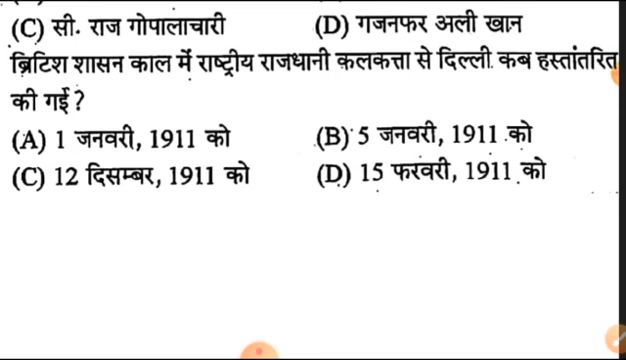 (C) सी. राज गोपालाचारी (D) गजनफर अली खान
ब्रिटिश शासन काल में राष्ट्रीय राजधानी कलकत्ता से दिल्ली कब हस्तांतरित
की गई?
(A) 1 जनवरी, 1911 को (B) 5 जनवरी, 1911 को
(C) 12 दिसम्बर, 1911 को (D) 15 फरवरी, 1911 को